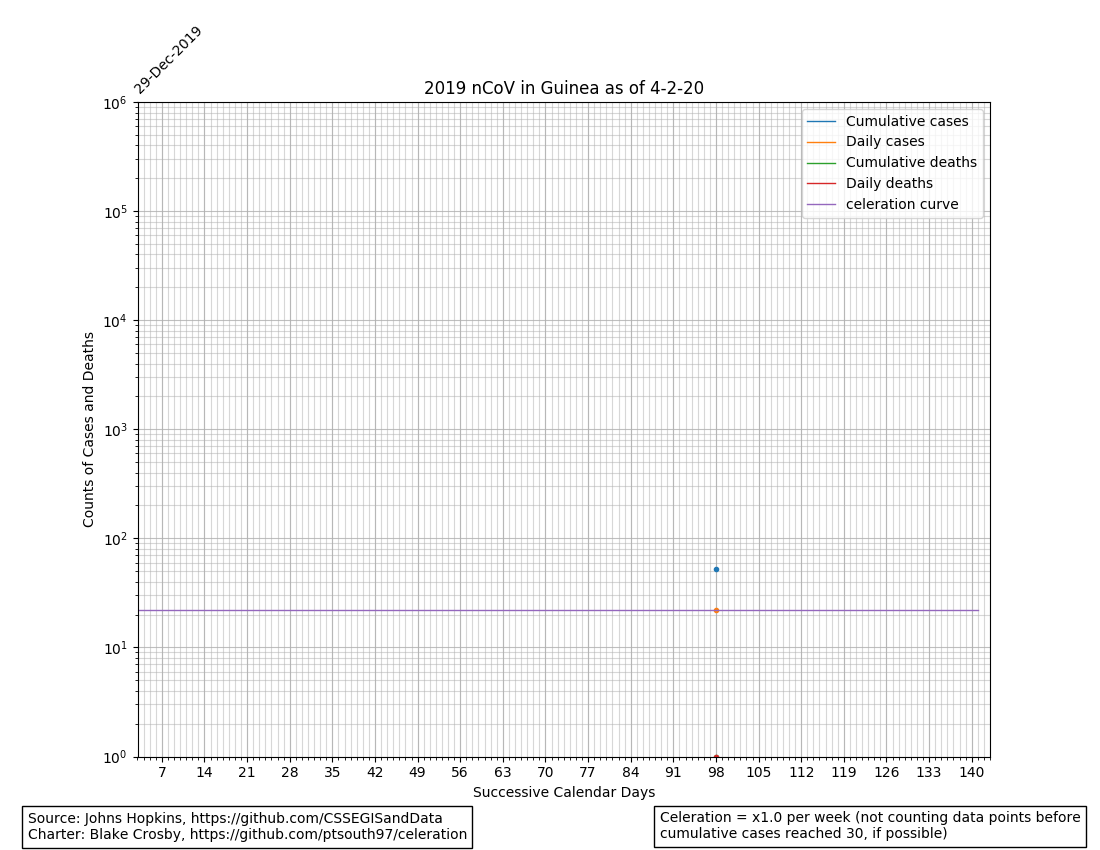 29-Dec-2019
2019 nCoV in Guinea as of 4-2-20
10^6
10^5
10^4
10^3
10^2
10^1
10^0
Counts of Cases and Deaths
Cumulative cases
Daily cases
Cumulative deaths
Daily deaths
celeration curve
7 14 21 28 35 42 49 56 63 70 77 84 91 98 105 112 119 126 133 140
Successive Calendar Days
Source: Johns Hopkins, https://github.com/CSSEGISandData
Charter: Blake Crosby, https://github.com/ptsouth97/celeration
Celeration = x1.0 per week (not counting data points before
cumulative cases reached 30, if possible)